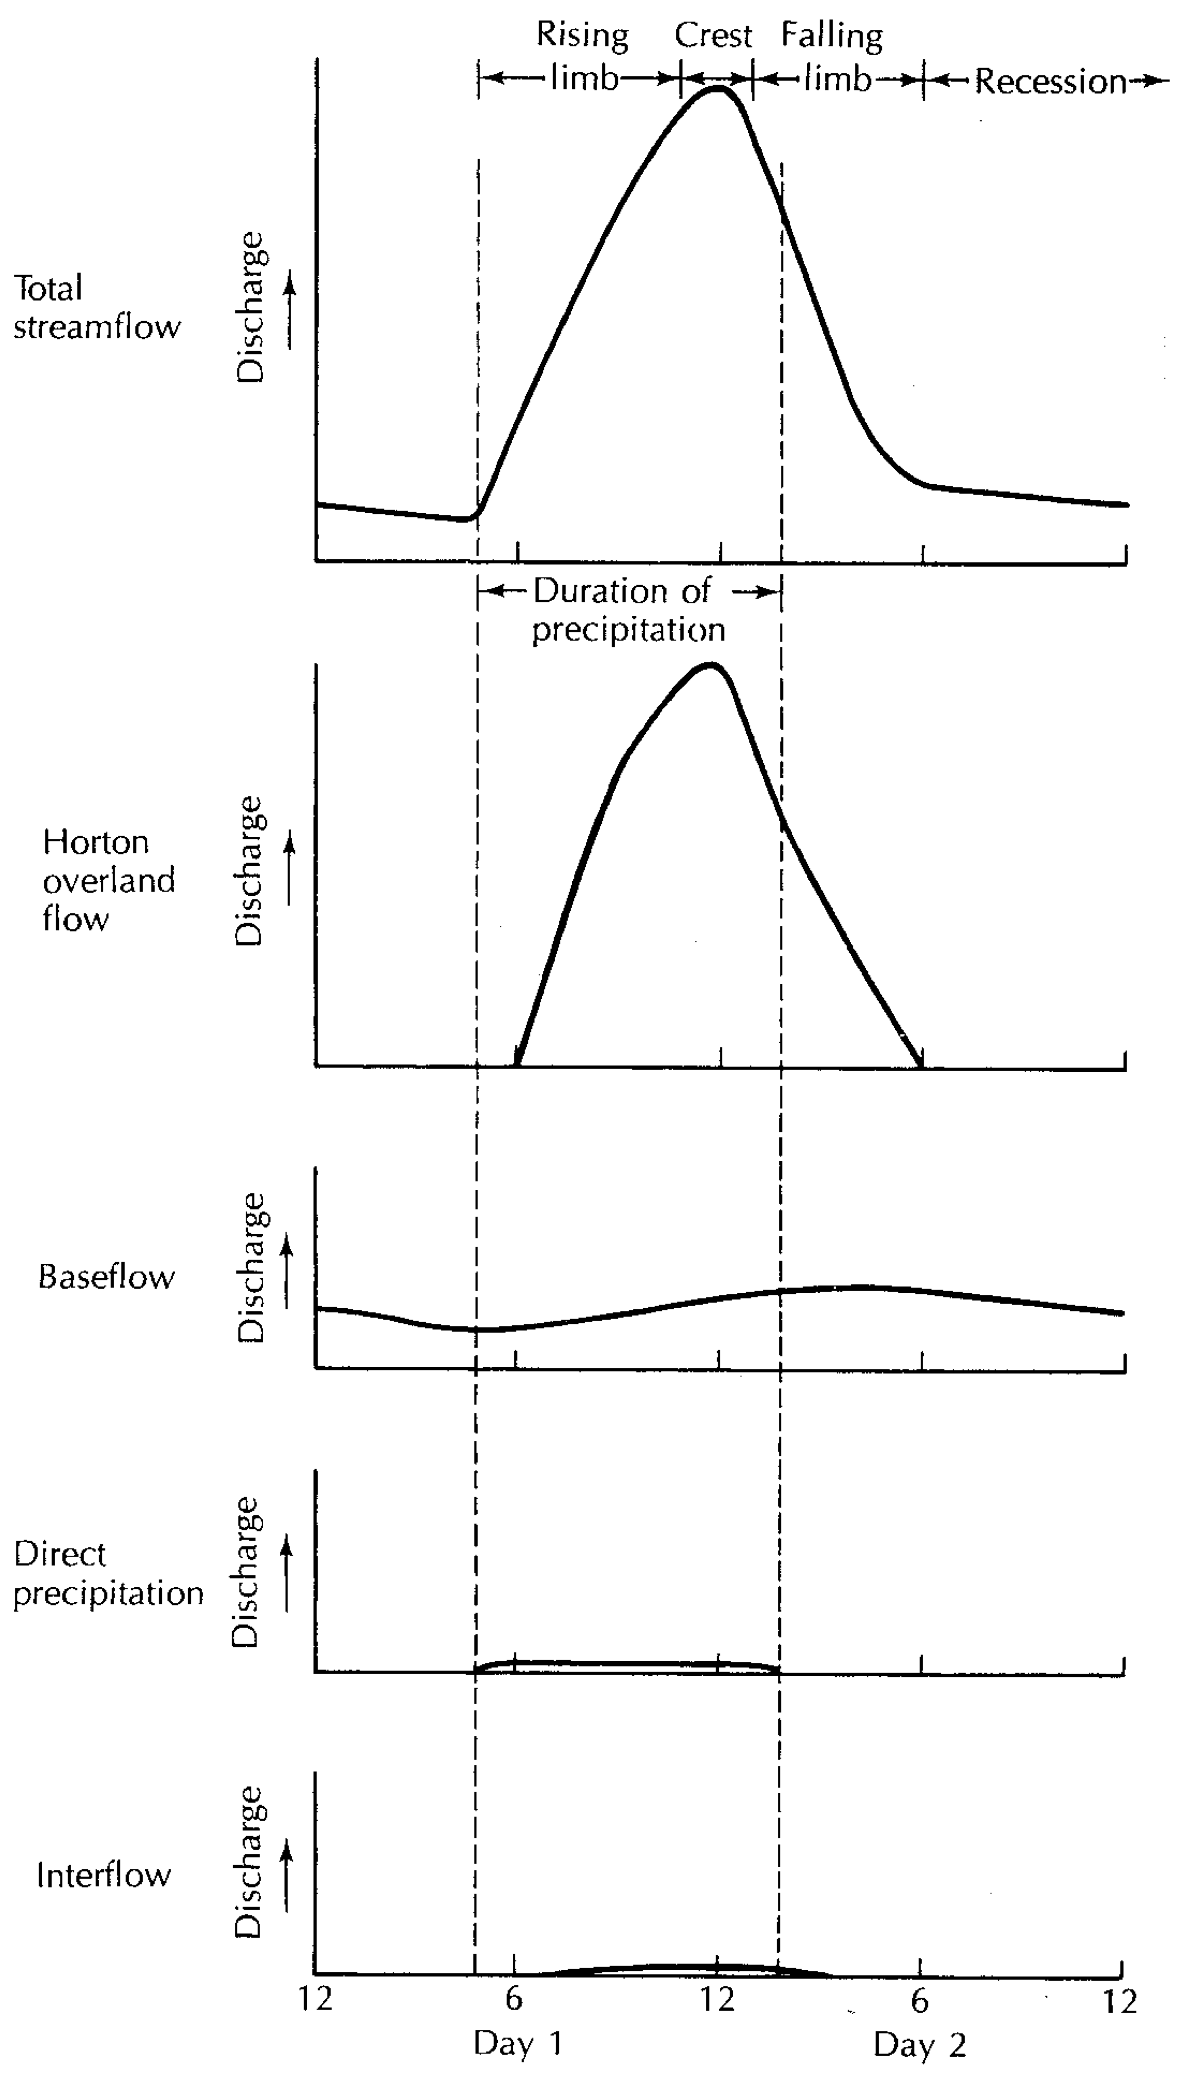 Rising Crest Falling
limb limb Recession
Total
streamflow
Discharge
Duration of
precipitation
Horton
overland
flow
Discharge
Baseflow
Discharge
Direct
precipitation
Discharge
Interflow
Discharge
12 6 12 6 12
Day 1 Day 2